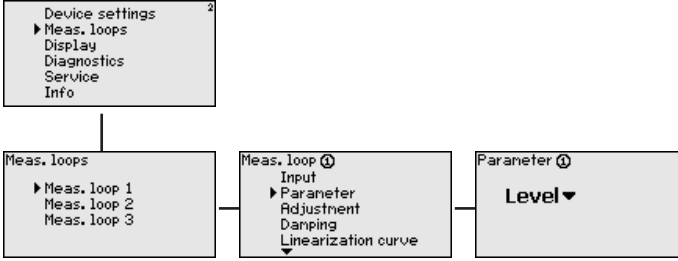 Device settings
2
Meas. loops
Display
Diagnostics
Service
Info
Meas. loops
Meas. loop 1
Meas. loop 2
Meas. loop 3
Meas. loop ①
Input
Parameter
Adjustment
Damping
Linearization curve
Parameter ①
Level